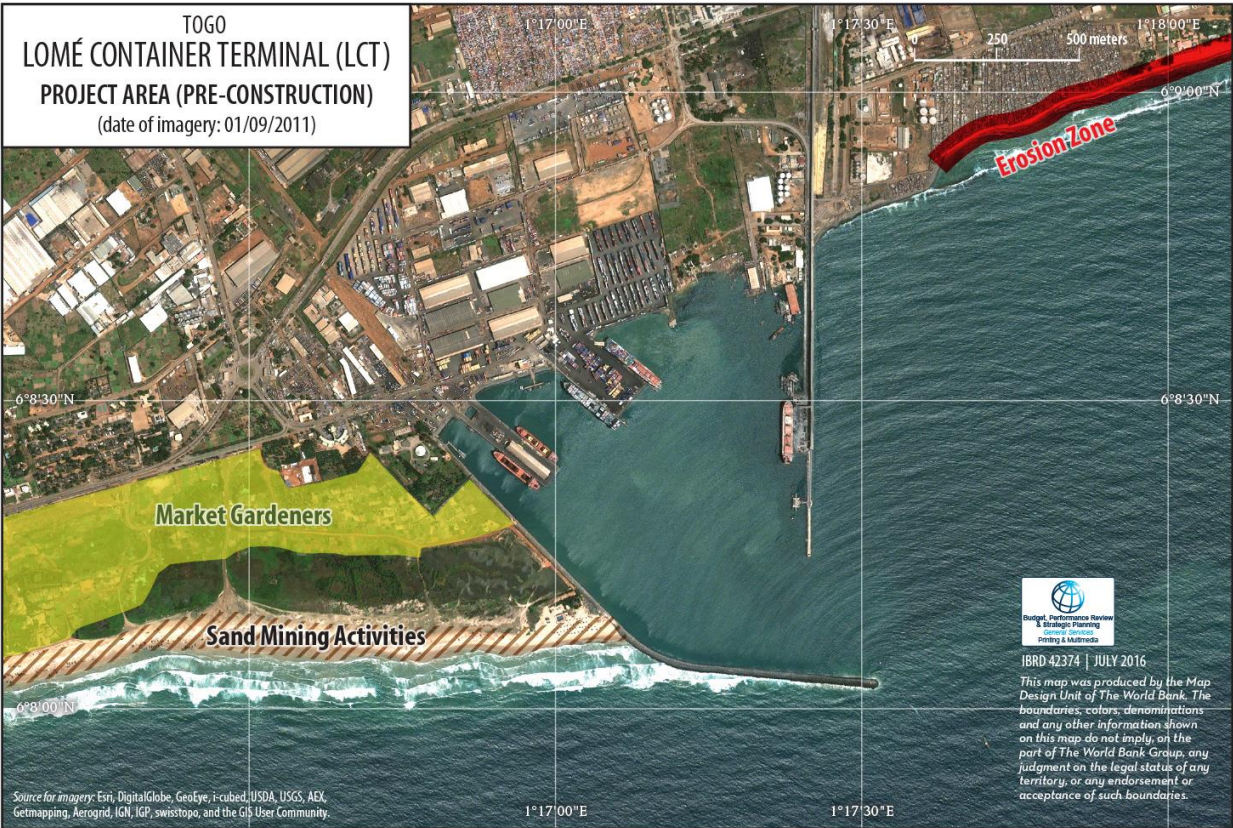 TOGO
LOMÉ CONTAINER TERMINAL (LCT)
PROJECT AREA (PRE-CONSTRUCTION)
(date of imagery: 01/09/2011)
1°17'00"E
1°17'30"E
1°18'00"E
0 250 500 meters
6°9'00"N
Erosion Zone
6°8'30"N
6°8'30"N
Market Gardeners
Sand Mining Activities
6°8'00"N
Budget, Performance Review
& Strategic Planning
General Services
Printing & Multimedia
IBRD 42374 | JULY 2016
This map was produced by the Map
Design Unit of The World Bank. The
boundaries, colors, denominations
and any other information shown
on this map do not imply, on the
part of The World Bank Group, any
judgment on the legal status of any
territory, or any endorsement or
acceptance of such boundaries.
Source for imagery: Esri, DigitalGlobe, GeoEye, i-cubed, USDA, USGS, AEX,
Getmapping, Aerogrid, IGN, IGP, swisstopo, and the GIS User Community.
1°17'00"E
1°17'30"E